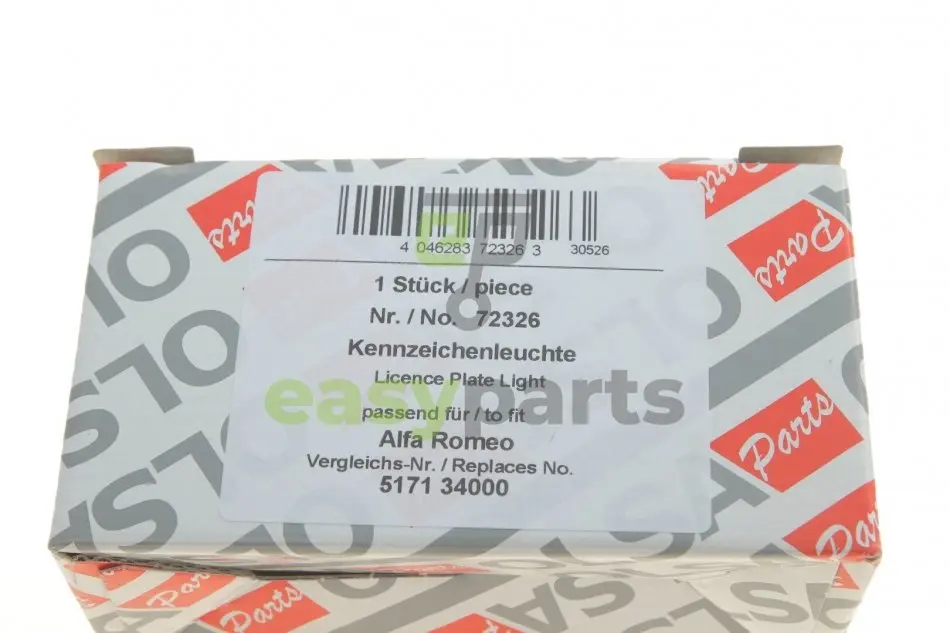 4 046283 72326 3 30526
1 Stück / piece
Nr. / No. 72326
Kennzeichenleuchte
Licence Plate Light
easyparts
passend für / to fit
Alfa Romeo
Vergleichs-Nr. / Replaces No.
5171 34000
Parts
Parts
Parts
Parts